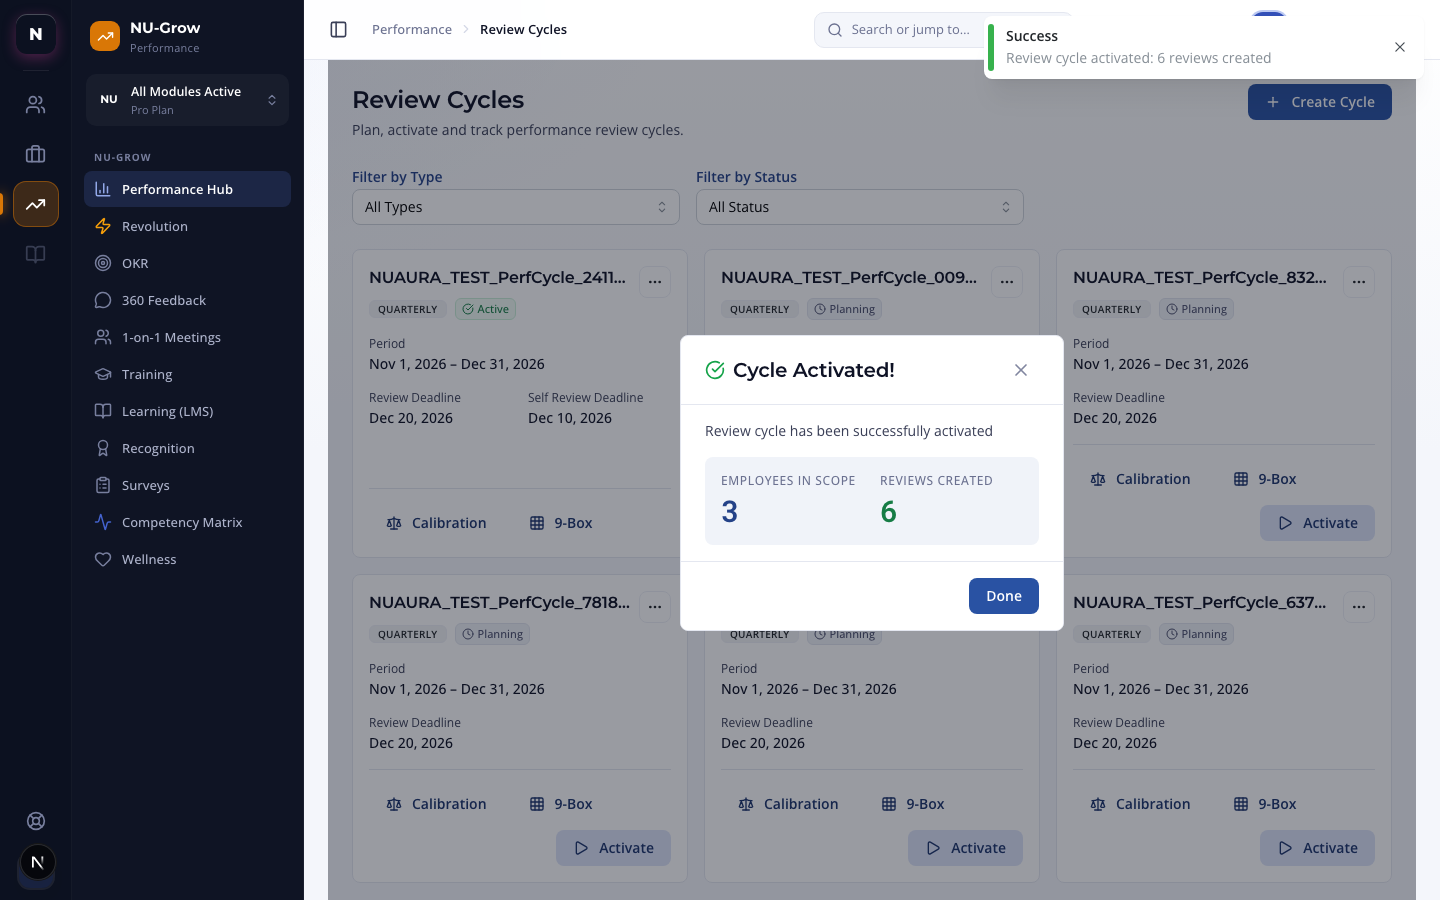 N
NU-Grow
Performance
NU
All Modules Active
Pro Plan
NU-GROW
Performance Hub
Revolution
OKR
360 Feedback
1-on-1 Meetings
Training
Learning (LMS)
Recognition
Surveys
Competency Matrix
Wellness
N
Performance
Review Cycles
Search or jump to...
Success
Review cycle activated: 6 reviews created
Review Cycles
Plan, activate and track performance review cycles.
Create Cycle
Filter by Type
All Types
Filter by Status
All Status
NUAURA_TEST_PerfCycle_2411...
QUARTERLY
Active
Period
Nov 1, 2026 – Dec 31, 2026
Review Deadline
Dec 20, 2026
Self Review Deadline
Dec 10, 2026
Calibration
9-Box
NUAURA_TEST_PerfCycle_009...
QUARTERLY
Planning
NUAURA_TEST_PerfCycle_832...
QUARTERLY
Planning
Period
Nov 1, 2026 – Dec 31, 2026
Review Deadline
Dec 20, 2026
Calibration
9-Box
Activate
Cycle Activated!
Review cycle has been successfully activated
EMPLOYEES IN SCOPE
3
REVIEWS CREATED
6
Done
NUAURA_TEST_PerfCycle_7818...
QUARTERLY
Planning
Period
Nov 1, 2026 – Dec 31, 2026
Review Deadline
Dec 20, 2026
Calibration
9-Box
Activate
QUARTERLY
Planning
Period
Nov 1, 2026 – Dec 31, 2026
Review Deadline
Dec 20, 2026
Calibration
9-Box
Activate
NUAURA_TEST_PerfCycle_637...
QUARTERLY
Planning
Period
Nov 1, 2026 – Dec 31, 2026
Review Deadline
Dec 20, 2026
Calibration
9-Box
Activate